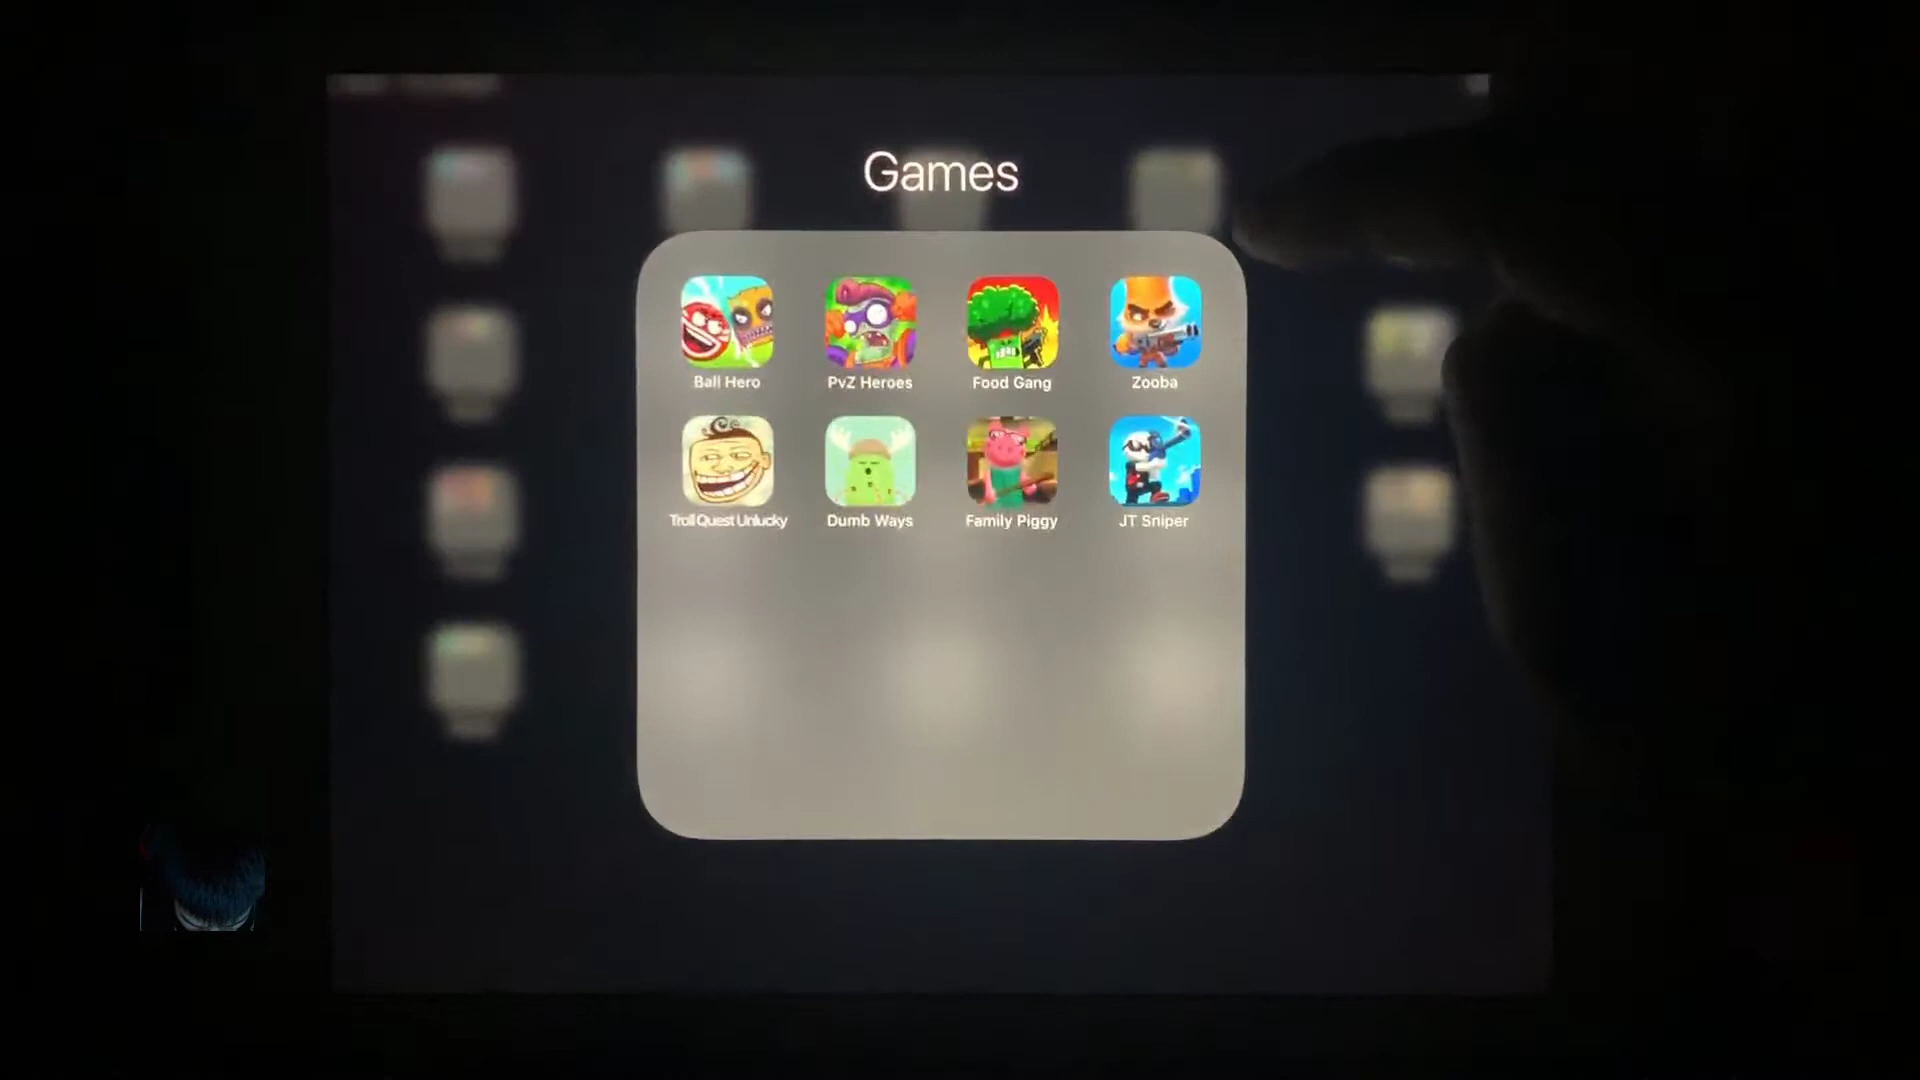 Games
Ball Hero
PvZ Heroes
Food Gang
Zooba
Troll Quest Unlucky
Dumb Ways
Family Piggy
JT Sniper